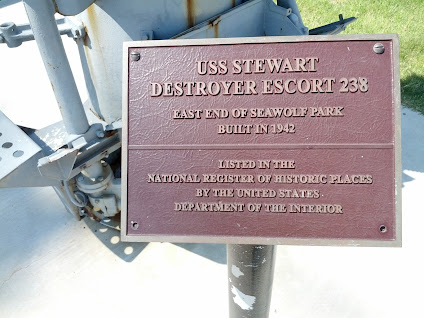 USS STEWART
DESTROYER ESCORT 238
EAST END OF SEAWOLF PARK
BUILT IN 1942
LISTED IN THE
NATIONAL REGISTER OF HISTORIC PLACES
BY THE UNITED STATES
DEPARTMENT OF THE INTERIOR